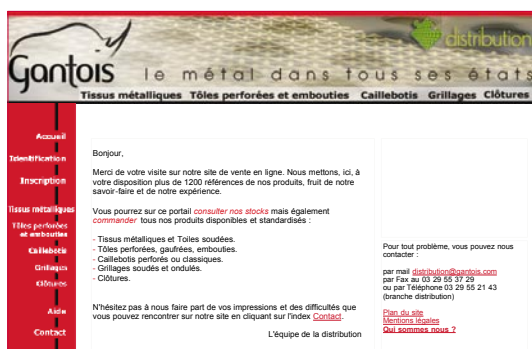 Gantois
distribution
le métal dans tous ses états
Tissus métalliques Tôles perforées et embouties Caillebotis Grillages Clôtures
Accueil
Identification
Inscription
Tissus métalliques
Tôles perforées
et embouties
Caillebotis
Grillages
Clôtures
Aide
Contact
Bonjour,
Merci de votre visite sur notre site de vente en ligne. Nous mettons, ici, à
votre disposition plus de 1200 références de nos produits, fruit de notre
savoir-faire et de notre expérience.
Vous pourrez sur ce portail consulter nos stocks mais également
commander tous nos produits disponibles et standardisés :
- Tissus métalliques et Toiles soudées.
- Tôles perforées, gaufrées, embouties.
- Caillebotis perforés ou classiques.
- Grillages soudés et ondulés.
- Clôtures.
N'hésitez pas à nous faire part de vos impressions et des difficultés que
vous pouvez rencontrer sur notre site en cliquant sur l'index Contact.
L'équipe de la distribution
Pour tout problème, vous pouvez nous
contacter :
par mail distribution@gantois.com
par Fax au 03 29 55 37 29
ou par Téléphone 03 29 55 21 43
(branche distribution)
Plan du site
Mentions légales
Qui sommes nous ?